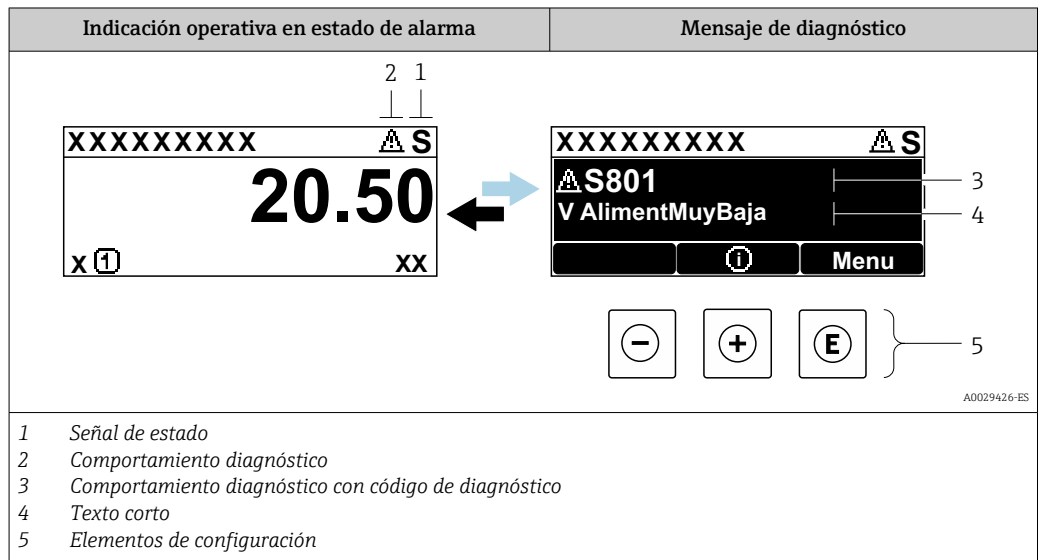 Indicación operativa en estado de alarma
Mensaje de diagnóstico
2 1
XXXXXXXXX S
20.50
X 1 XX
XXXXXXXXX S
S801
3
V AlimentMuyBaja
4
i Menu
- + E
5
A0029426-ES
1 Señal de estado
2 Comportamiento diagnóstico
3 Comportamiento diagnóstico con código de diagnóstico
4 Texto corto
5 Elementos de configuración